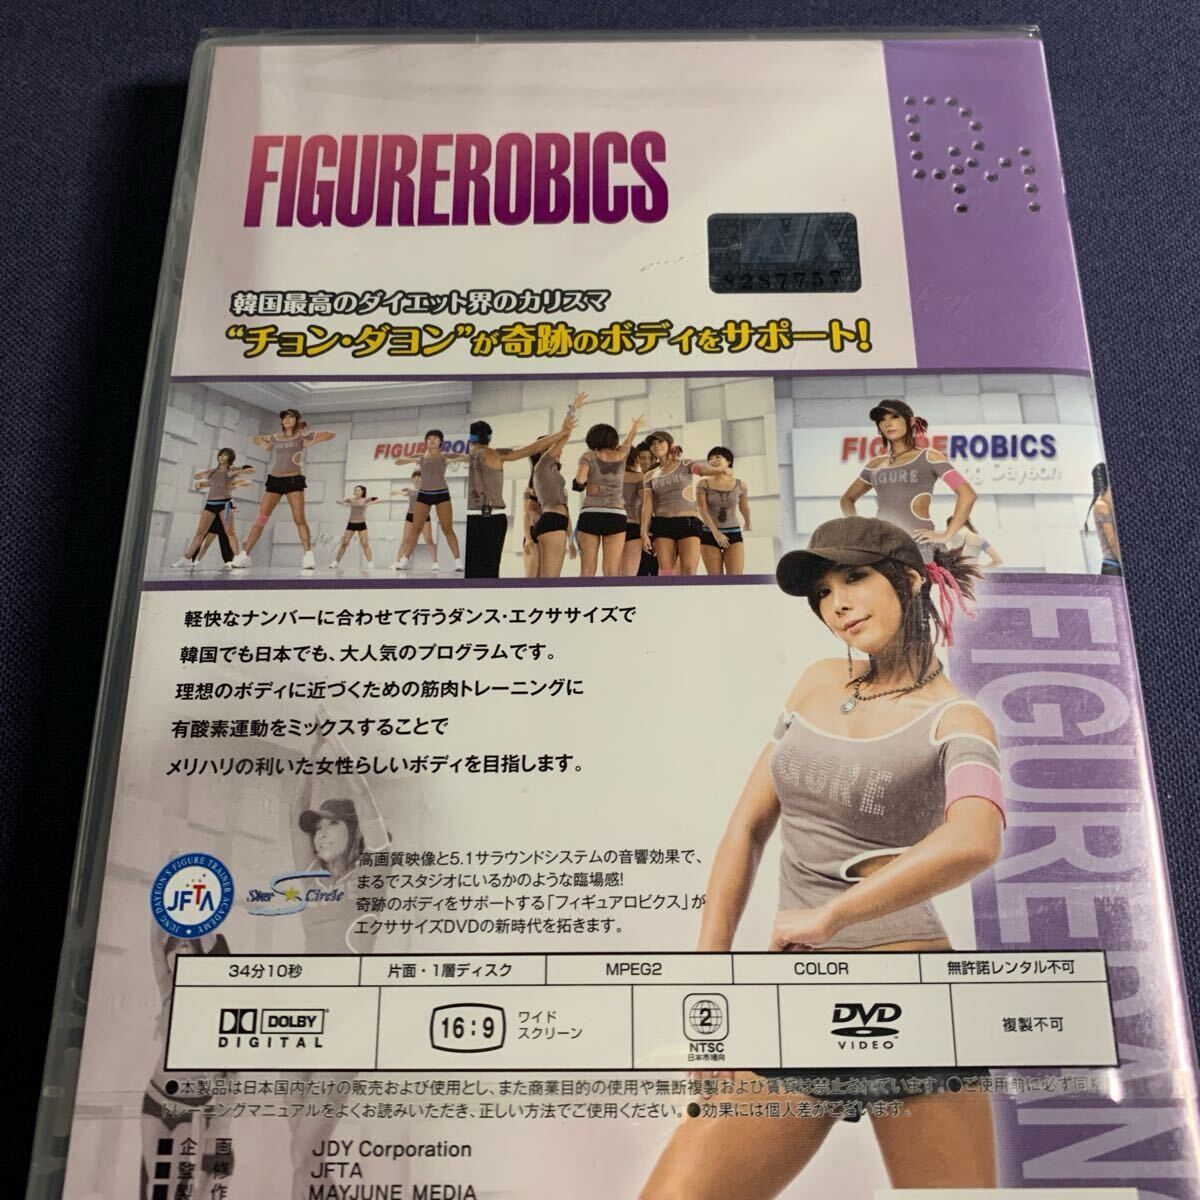 FIGUREROBICS
DM
8287757
韓国最高のダイエット界のカリスマ
“チョン・ダヨン”が奇跡のボディをサポート!
FIGUREROBICS
FIGUREROBICS
FIGURE
軽快なナンバーに合わせて行うダンス・エクササイズで
韓国でも日本でも、大人気のプログラムです。
理想のボディに近づくための筋肉トレーニングに
有酸素運動をミックスすることで
メリハリの利いた女性らしいボディを目指します。
FIGURE
JUNG DAYEON'S FIGURE TRAINER ACADEMY
JFTA
Star Circle
高画質映像と5.1サラウンドシステムの音響効果で、
まるでスタジオにいるかのような臨場感!
奇跡のボディをサポートする「フィギュアロビクス」が
エクササイズDVDの新時代を拓きます。
34分10秒
片面・1層ディスク
MPEG2
COLOR
無許諾レンタル不可
DOLBY
DIGITAL
16:9
ワイド
スクリーン
2
NTSC
日本市場向
DVD
VIDEO
複製不可
●本製品は日本国内だけの販売および使用とし、また商業目的の使用や無断複製および賃貸は禁止されています。●ご使用前に必ず同梱
トレーニングマニュアルをよくお読みいただき、正しい方法でご使用ください。●効果には個人差がございます。
■企画 JDY Corporation
■監修 JFTA
■製作 MAYJUNE MEDIA
FIGURE DAN